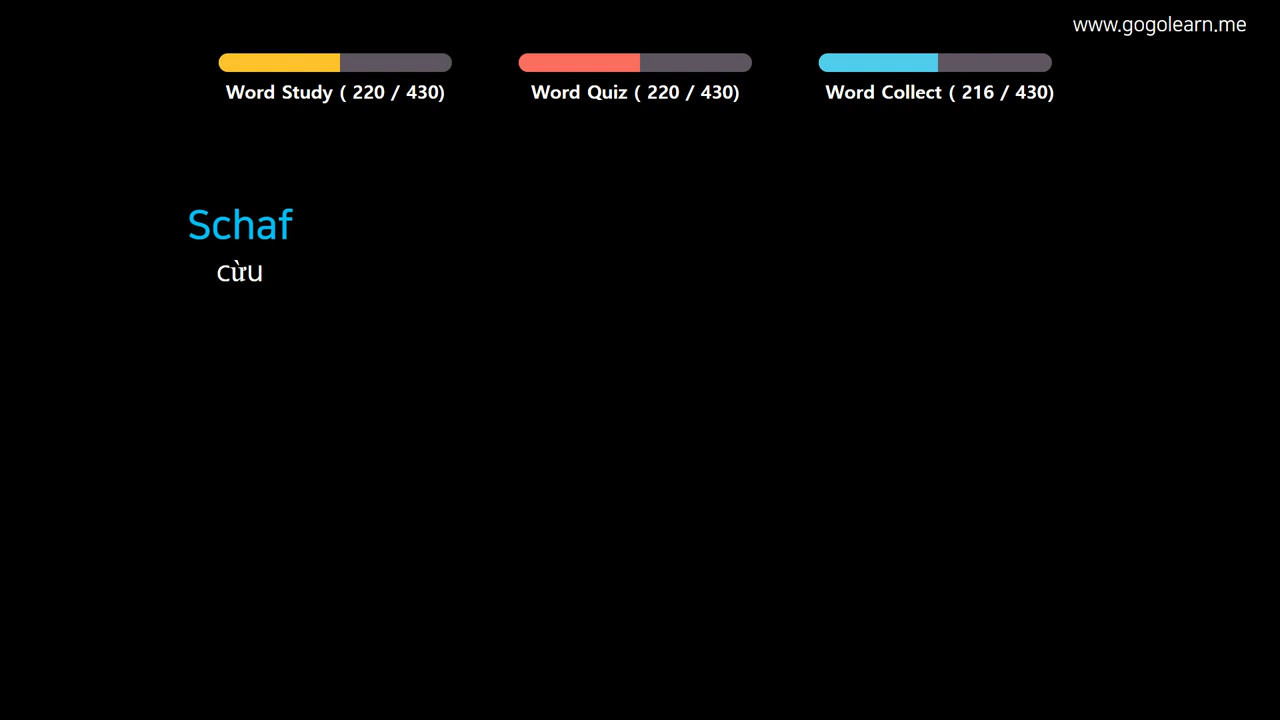 www.gogolearn.me
Word Study ( 220 / 430)
Word Quiz ( 220 / 430)
Word Collect ( 216 / 430)
Schaf
cừu